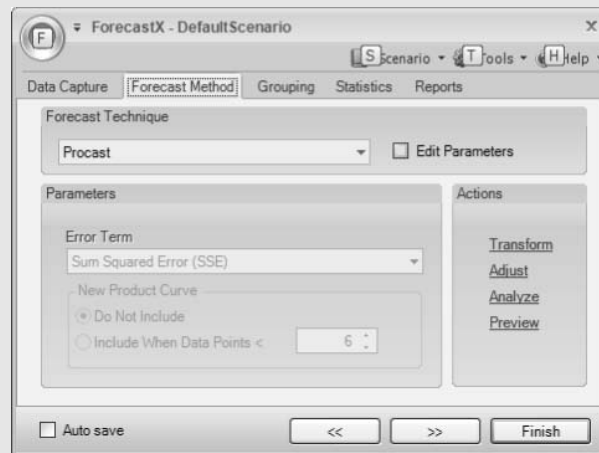 F
ForecastX - DefaultScenario X
S Scenario T Tools H Help
Data Capture Forecast Method Grouping Statistics Reports
Forecast Technique
Procast Edit Parameters
Parameters
Actions
Error Term
Sum Squared Error (SSE)
New Product Curve
Do Not Include
Include When Data Points < 6
Transform
Adjust
Analyze
Preview
Auto save << >> Finish